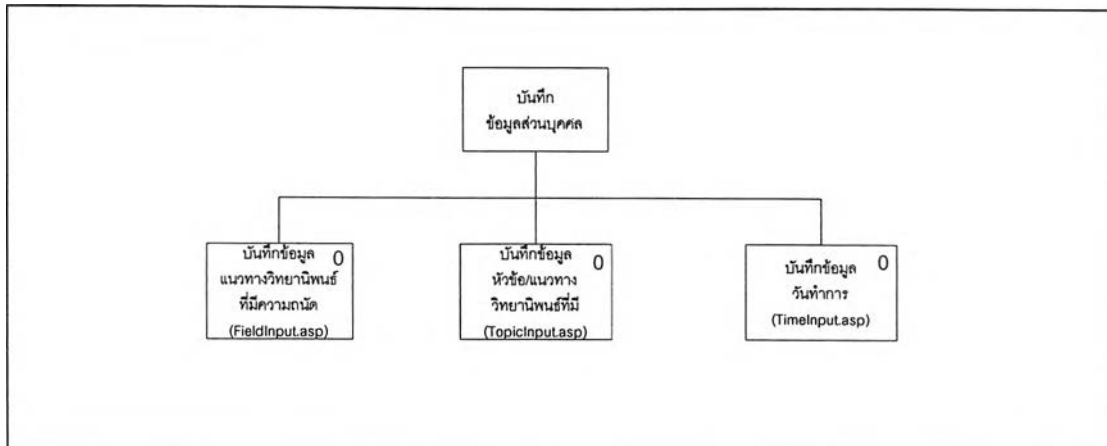 บันทึก
ข้อมูลส่วนบุคคล
บันทึกข้อมูล 0
แนวทางวิทยานิพนธ์
ที่มีความถนัด
(FieldInput.asp)
บันทึกข้อมูล 0
หัวข้อ/แนวทาง
วิทยานิพนธ์ที่มี
(TopicInput.asp)
บันทึกข้อมูล 0
วันทำการ
(TimeInput.asp)